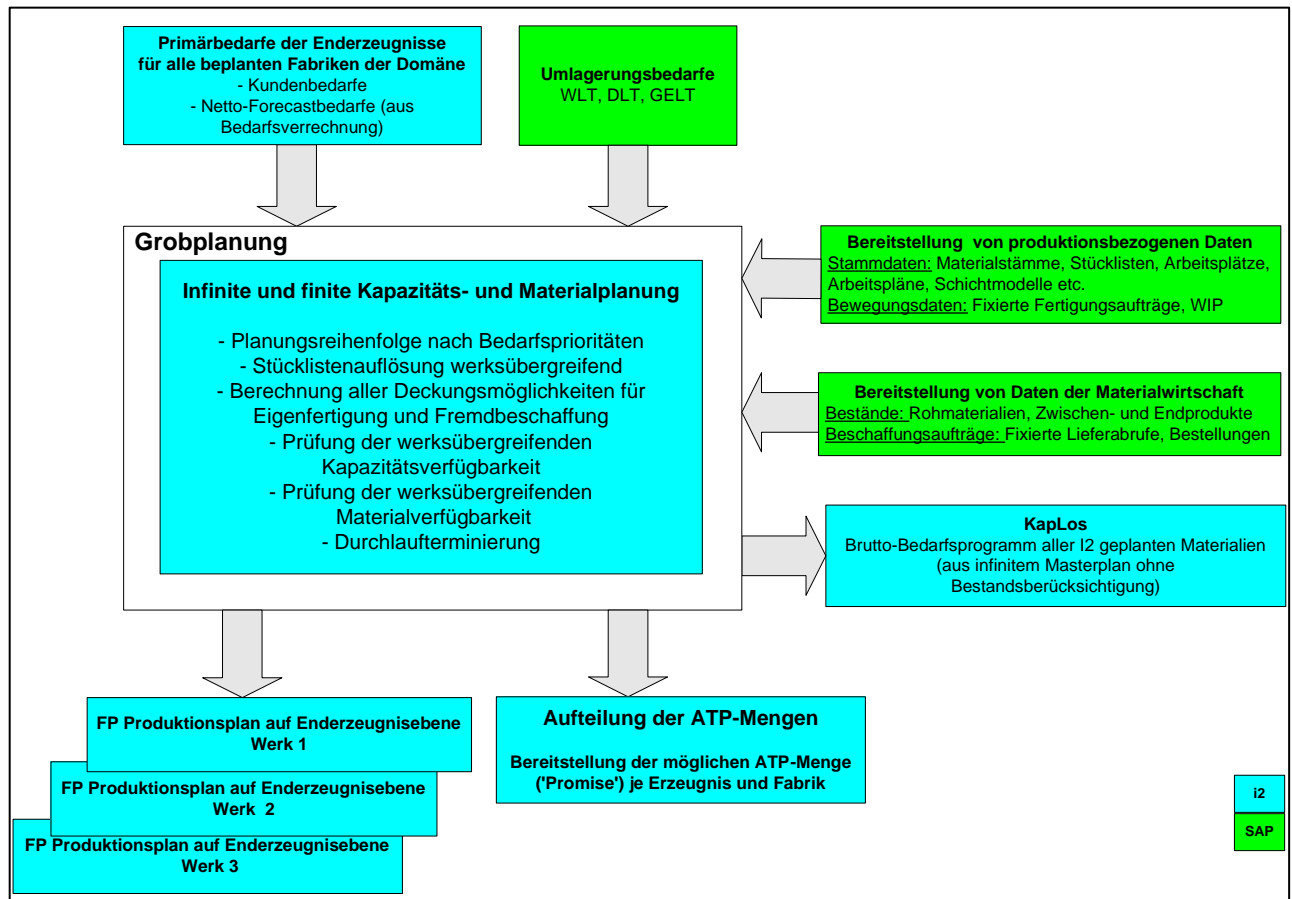 Primärbedarfe der Enderzeugnisse
für alle beplanten Fabriken der Domäne
- Kundenbedarfe
- Netto-Forecastbedarfe (aus
Bedarfsverrechnung)
Umlagerungsbedarfe
WLT, DLT, GELT
Grobplanung
Infinite und finite Kapazitäts- und Materialplanung
- Planungsreihenfolge nach Bedarfsprioritäten
- Stücklistenauflösung werksübergreifend
- Berechnung aller Deckungsmöglichkeiten für
Eigenfertigung und Fremdbeschaffung
- Prüfung der werksübergreifenden
Kapazitätsverfügbarkeit
- Prüfung der werksübergreifenden
Materialverfügbarkeit
- Durchlaufterminierung
Bereitstellung von produktionsbezogenen Daten
Stammdaten: Materialstämme, Stücklisten, Arbeitsplätze,
Arbeitspläne, Schichtmodelle etc.
Bewegungsdaten: Fixierte Fertigungsaufträge, WIP
Bereitstellung von Daten der Materialwirtschaft
Bestände: Rohmaterialien, Zwischen- und Endprodukte
Beschaffungsaufträge: Fixierte Lieferabrufe, Bestellungen
KapLos
Brutto-Bedarfsprogramm aller I2 geplanten Materialien
(aus infinitem Masterplan ohne
Bestandsberücksichtigung)
FP Produktionsplan auf Enderzeugnisebene
Werk 1
FP Produktionsplan auf Enderzeugnisebene
Werk 2
FP Produktionsplan auf Enderzeugnisebene
Werk 3
Aufteilung der ATP-Mengen
Bereitstellung der möglichen ATP-Menge
('Promise') je Erzeugnis und Fabrik
i2
SAP